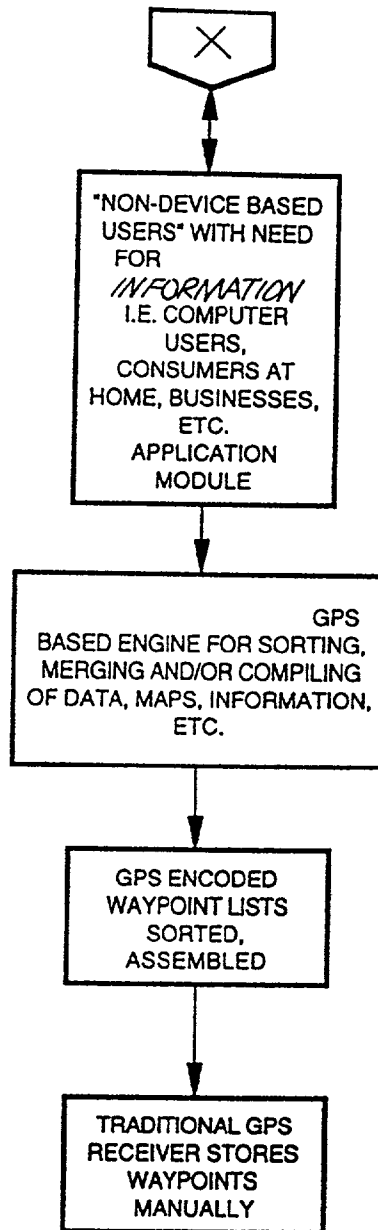 X
"NON-DEVICE BASED
USERS" WITH NEED
FOR
INFORMATION
I.E. COMPUTER
USERS,
CONSUMERS AT
HOME, BUSINESSES,
ETC.
APPLICATION
MODULE
GPS
BASED ENGINE FOR SORTING,
MERGING AND/OR COMPILING
OF DATA, MAPS, INFORMATION,
ETC.
GPS ENCODED
WAYPOINT LISTS
SORTED,
ASSEMBLED
TRADITIONAL GPS
RECEIVER STORES
WAYPOINTS
MANUALLY